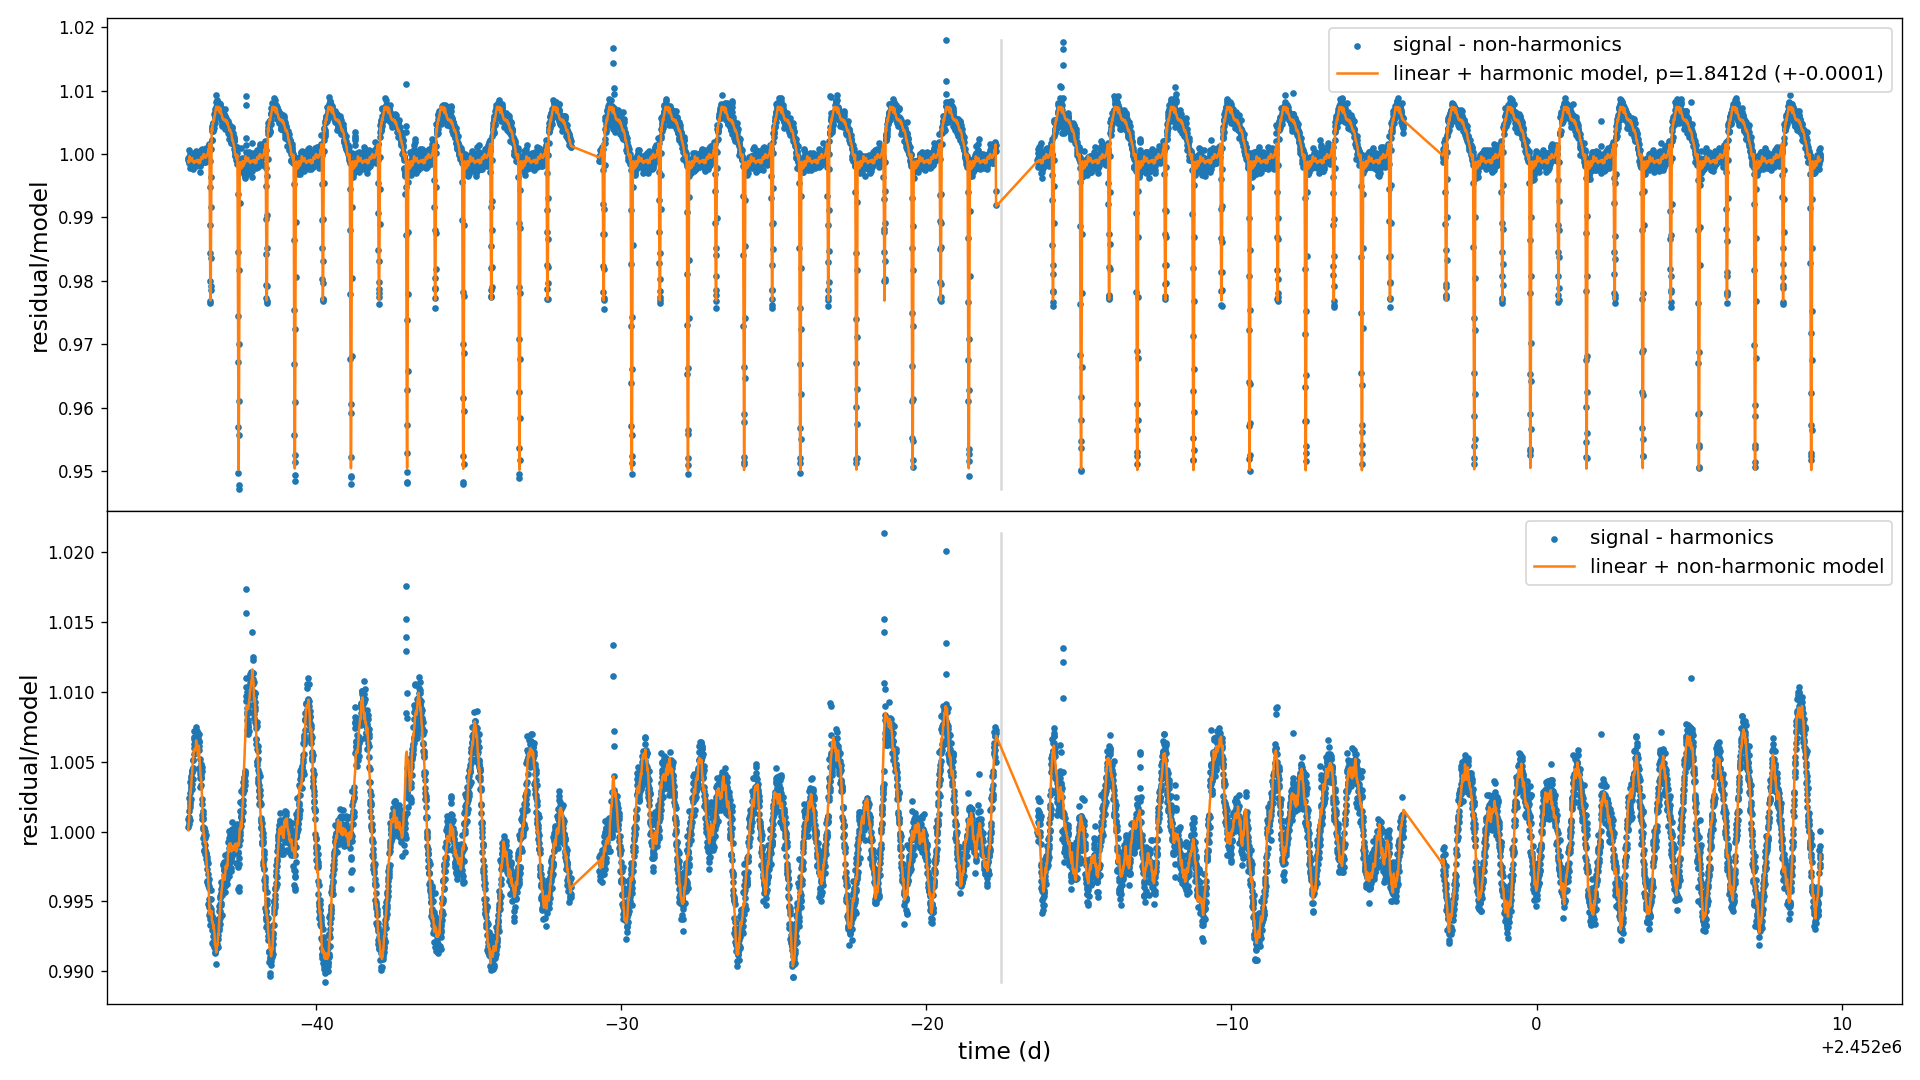 1.02
1.01
1.00
0.99
0.98
0.97
0.96
0.95
residual/model
signal - non-harmonics
linear + harmonic model, p=1.8412d (+-0.0001)
1.020
1.015
1.010
1.005
1.000
0.995
0.990
residual/model
signal - harmonics
linear + non-harmonic model
−40
−30
−20
−10
0
10
time (d)
+2.452e6